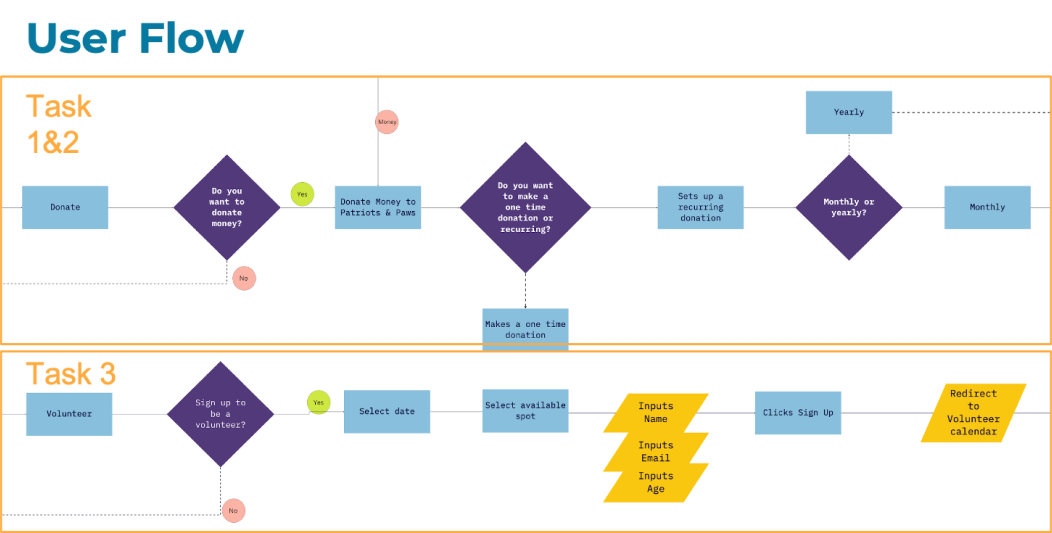 User Flow
Task
1&2
Money
Yearly
Donate
Do you
want to
donate
money?
Yes
Donate Money to
Patriots & Paws
Do you want
to make a
one time
donation or
recurring?
Sets up a
recurring
donation
Monthly or
yearly?
Monthly
No
Makes a one time
donation
Task 3
Volunteer
Sign up to
be a
volunteer?
Yes
Select date
Select available
spot
Inputs
Name
Inputs
Email
Inputs
Age
Clicks Sign Up
Redirect
to
Volunteer
calendar
No